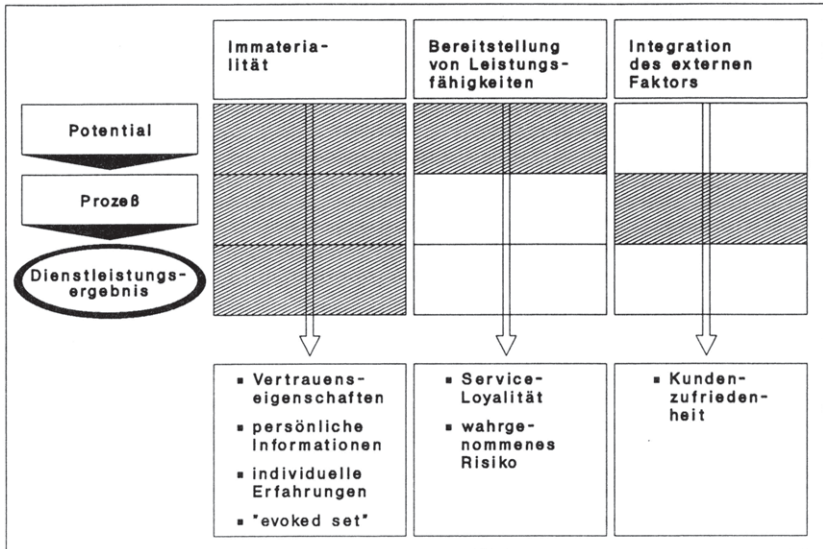 Immateria-
lität
Bereitstellung
von Leistungs-
fähigkeiten
Integration
des externen
Faktors
Potential
Prozeß
Dienstleistungs-
ergebnis
▪ Vertrauens-
eigenschaften
▪ persönliche
Informationen
▪ individuelle
Erfahrungen
▪ "evoked set"
▪ Service-
Loyalität
▪ wahrge-
nommenes
Risiko
▪ Kunden-
zufrieden-
heit